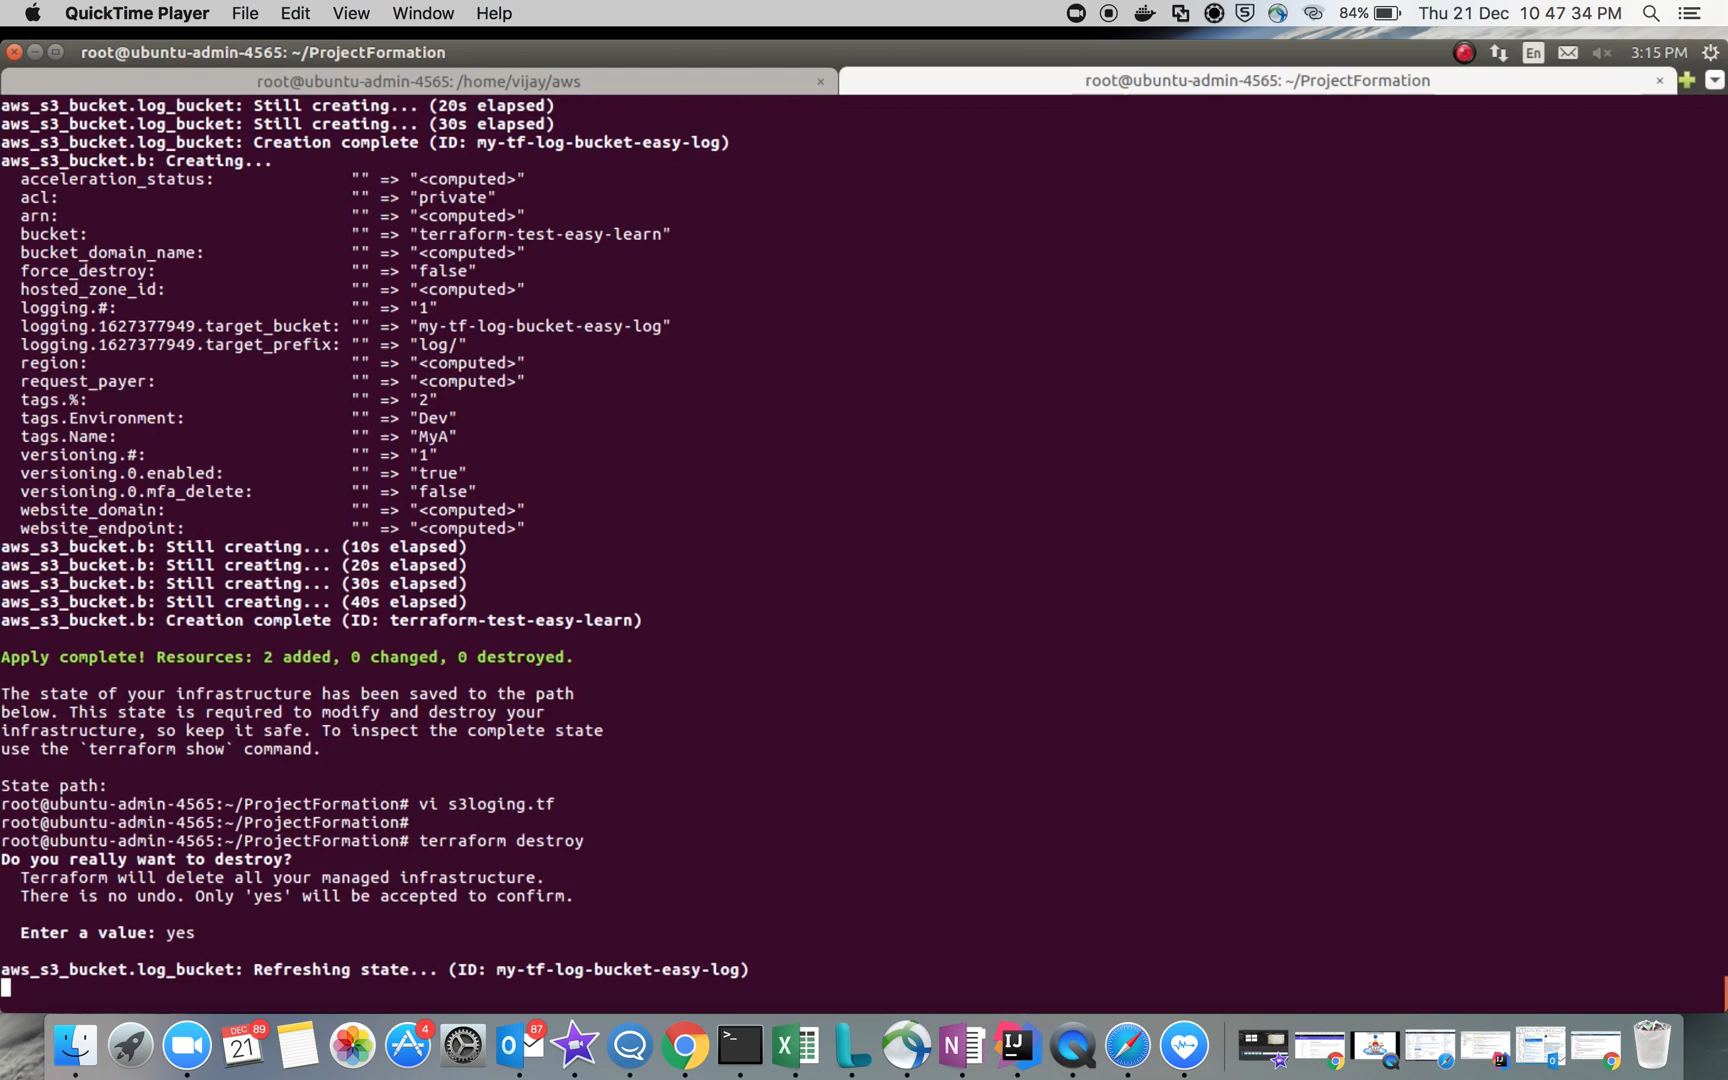 QuickTime Player File Edit View Window Help 84% Thu 21 Dec 10 47 34 PM
root@ubuntu-admin-4565: ~/ProjectFormation En 3:15 PM
root@ubuntu-admin-4565: /home/vijay/aws × root@ubuntu-admin-4565: ~/ProjectFormation ×
aws_s3_bucket.log_bucket: Still creating... (20s elapsed)
aws_s3_bucket.log_bucket: Still creating... (30s elapsed)
aws_s3_bucket.log_bucket: Creation complete (ID: my-tf-log-bucket-easy-log)
aws_s3_bucket.b: Creating...
acceleration_status: "" => "<computed>"
acl: "" => "private"
arn: "" => "<computed>"
bucket: "" => "terraform-test-easy-learn"
bucket_domain_name: "" => "<computed>"
force_destroy: "" => "false"
hosted_zone_id: "" => "<computed>"
logging.#: "" => "1"
logging.1627377949.target_bucket: "" => "my-tf-log-bucket-easy-log"
logging.1627377949.target_prefix: "" => "log/"
region: "" => "<computed>"
request_payer: "" => "<computed>"
tags.%: "" => "2"
tags.Environment: "" => "Dev"
tags.Name: "" => "MyA"
versioning.#: "" => "1"
versioning.0.enabled: "" => "true"
versioning.0.mfa_delete: "" => "false"
website_domain: "" => "<computed>"
website_endpoint: "" => "<computed>"
aws_s3_bucket.b: Still creating... (10s elapsed)
aws_s3_bucket.b: Still creating... (20s elapsed)
aws_s3_bucket.b: Still creating... (30s elapsed)
aws_s3_bucket.b: Still creating... (40s elapsed)
aws_s3_bucket.b: Creation complete (ID: terraform-test-easy-learn)
Apply complete! Resources: 2 added, 0 changed, 0 destroyed.
The state of your infrastructure has been saved to the path
below. This state is required to modify and destroy your
infrastructure, so keep it safe. To inspect the complete state
use the `terraform show` command.
State path:
root@ubuntu-admin-4565:~/ProjectFormation# vi s3loging.tf
root@ubuntu-admin-4565:~/ProjectFormation#
root@ubuntu-admin-4565:~/ProjectFormation# terraform destroy
Do you really want to destroy?
Terraform will delete all your managed infrastructure.
There is no undo. Only 'yes' will be accepted to confirm.
Enter a value: yes
aws_s3_bucket.log_bucket: Refreshing state... (ID: my-tf-log-bucket-easy-log)
DEC 89 4 87
21